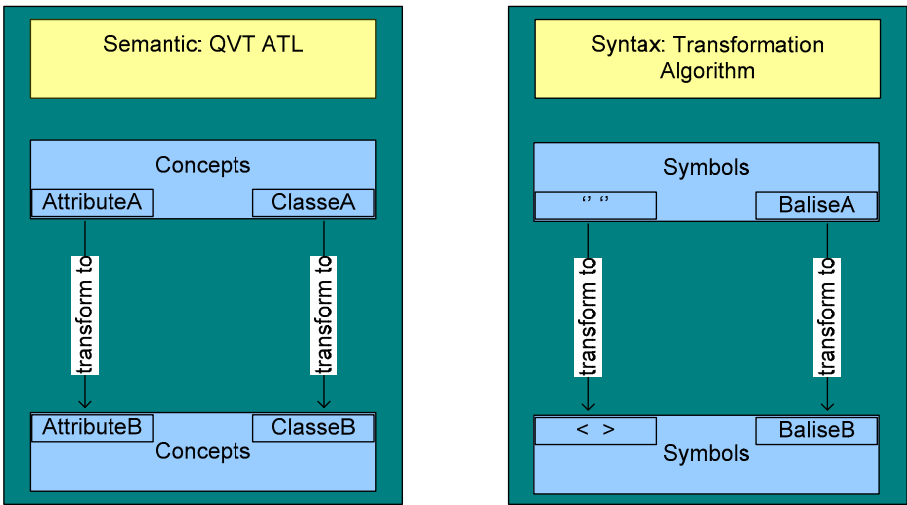 Semantic: QVT ATL
Concepts
AttributeA
ClasseA
transform to
transform to
AttributeB
ClasseB
Concepts
Syntax: Transformation
Algorithm
Symbols
‘’ ‘’
BaliseA
transform to
transform to
< >
BaliseB
Symbols